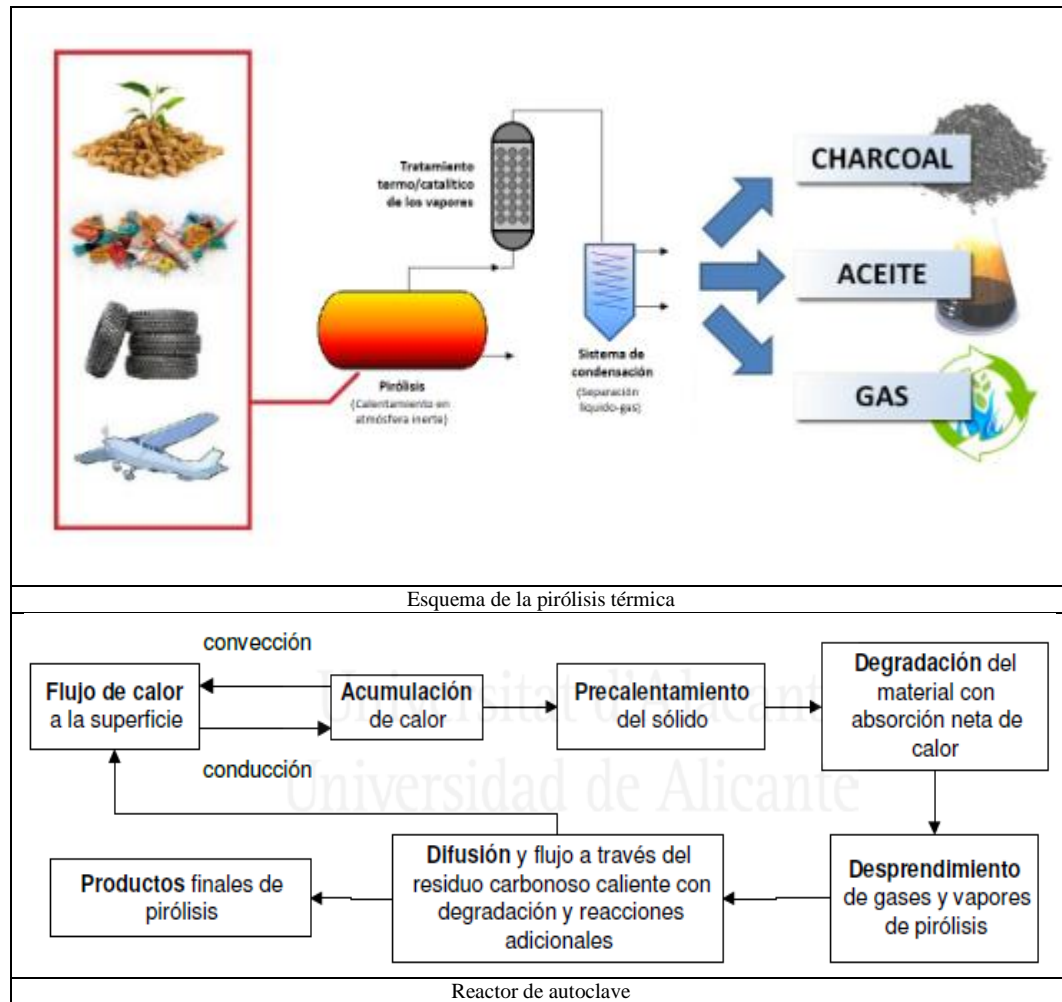 Tratamiento
termo/catalítico
de los vapores
CHARCOAL
ACEITE
GAS
Pirólisis
(Calentamiento en
atmósfera inerte)
Sistema de
condensación
(Separación
líquido-gas)
Esquema de la pirólisis térmica
convección
Flujo de calor
a la superficie
Acumulación
de calor
Precalentamiento
del sólido
Degradación del
material con
absorción neta de
calor
conducción
Universitat d'Alacant
Universidad de Alicante
Productos finales de
pirólisis
Difusión y flujo a través del
residuo carbonoso caliente con
degradación y reacciones
adicionales
Desprendimiento
de gases y vapores
de pirólisis
Reactor de autoclave